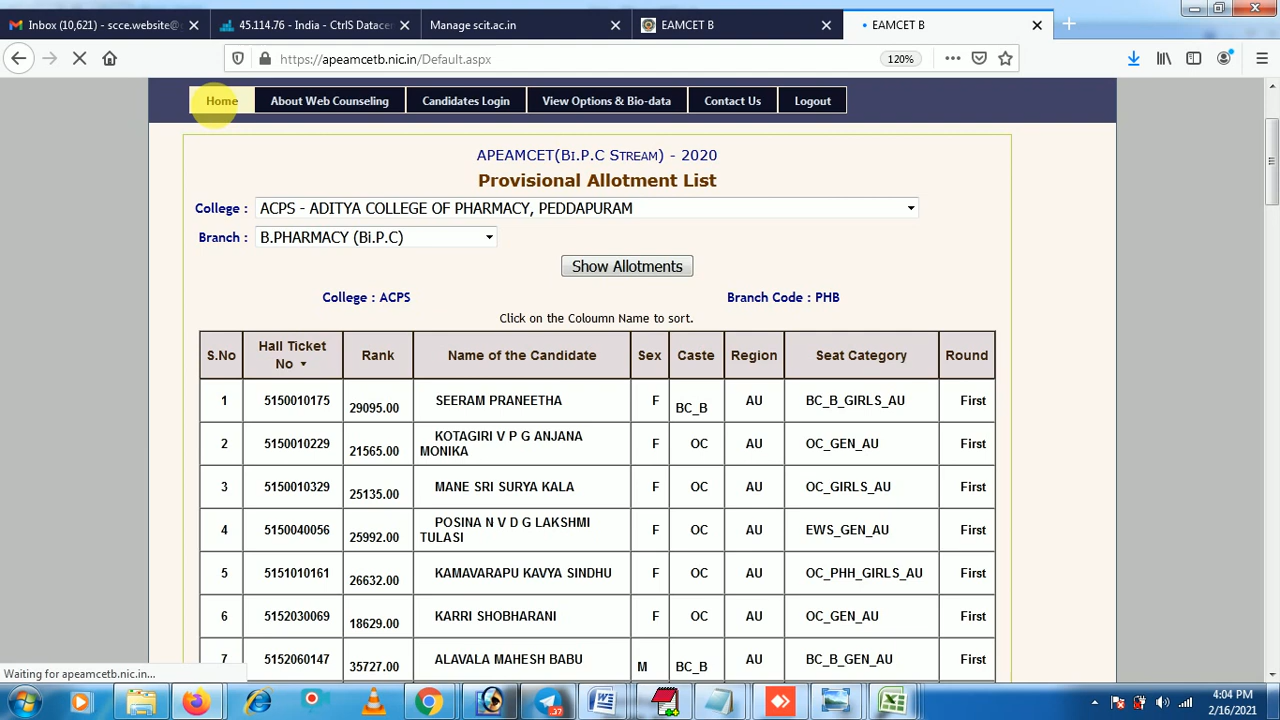 Inbox (10,621) - scce.website@
45.114.76 - India - CtrlS Datacen
Manage scit.ac.in
EAMCET B
EAMCET B
https://apeamcetb.nic.in/Default.aspx
120%
Home About Web Counseling Candidates Login View Options & Bio-data Contact Us Logout
APEAMCET(Bi.P.C Stream) - 2020
Provisional Allotment List
College : ACPS - ADITYA COLLEGE OF PHARMACY, PEDDAPURAM
Branch : B.PHARMACY (Bi.P.C)
Show Allotments
College : ACPS Branch Code : PHB
Click on the Coloumn Name to sort.
S.No Hall Ticket No Rank Name of the Candidate Sex Caste Region Seat Category Round
1 5150010175 29095.00 SEERAM PRANEETHA F BC_B AU BC_B_GIRLS_AU First
2 5150010229 21565.00 KOTAGIRI V P G ANJANA MONIKA F OC AU OC_GEN_AU First
3 5150010329 25135.00 MANE SRI SURYA KALA F OC AU OC_GIRLS_AU First
4 5150040056 25992.00 POSINA N V D G LAKSHMI TULASI F OC AU EWS_GEN_AU First
5 5151010161 26632.00 KAMAVARAPU KAVYA SINDHU F OC AU OC_PHH_GIRLS_AU First
6 5152030069 18629.00 KARRI SHOBHARANI F OC AU OC_GEN_AU First
7 5152060147 35727.00 ALAVALA MAHESH BABU M BC_B AU BC_B_GEN_AU First
Waiting for apeamcetb.nic.in...
37
4:04 PM
2/16/2021